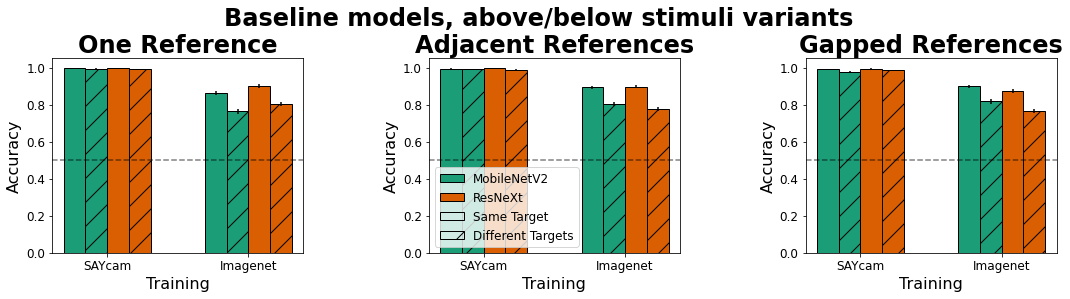 Baseline models, above/below stimuli variants
One Reference
Accuracy
1.0
0.8
0.6
0.4
0.2
0.0
SAYcam
Imagenet
Training
Adjacent References
Accuracy
1.0
0.8
0.6
0.4
0.2
0.0
MobileNetV2
ResNeXt
Same Target
Different Targets
SAYcam
Imagenet
Training
Gapped References
Accuracy
1.0
0.8
0.6
0.4
0.2
0.0
SAYcam
Imagenet
Training